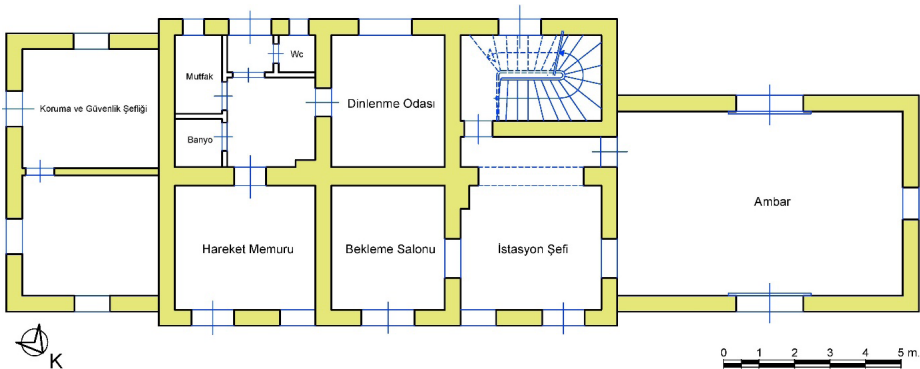 Wc
Mutfak
Koruma ve Güvenlik Şefliği
Dinlenme Odası
Banyo
Ambar
Hareket Memuru
Bekleme Salonu
İstasyon Şefi
K
0 1 2 3 4 5 m.